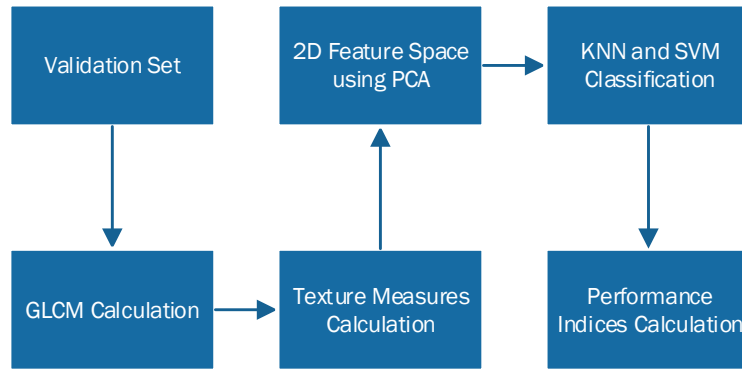 Validation Set
GLCM Calculation
Texture Measures
Calculation
2D Feature Space
using PCA
KNN and SVM
Classification
Performance
Indices Calculation